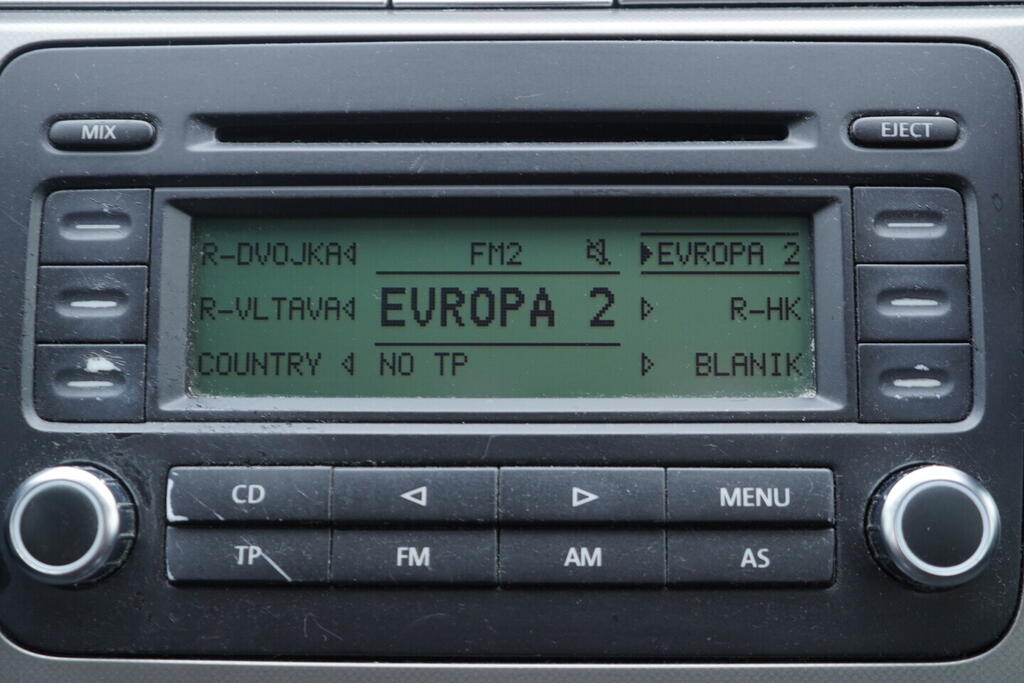 MIX
EJECT
R-DVOJKA FM2 EVROPA 2
R-VLTAVA EVROPA 2 R-HK
COUNTRY NO TP BLANIK
CD MENU
TP FM AM AS